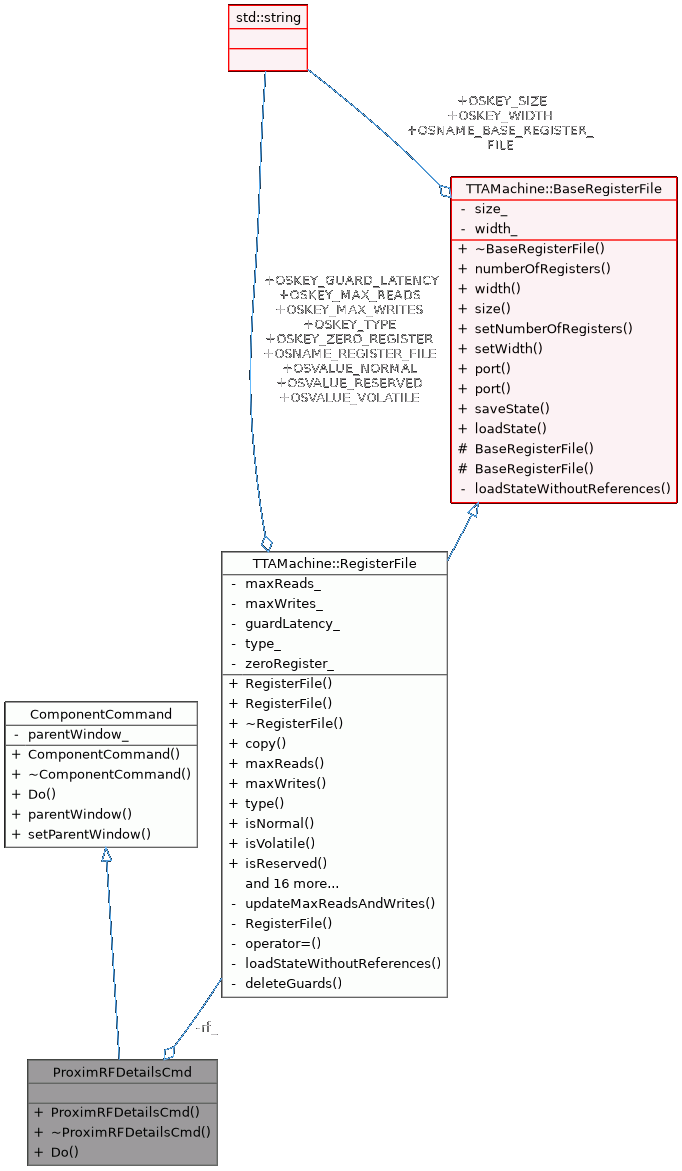 std::string
+OSKEY_SIZE
+OSKEY_WIDTH
+OSNAME_BASE_REGISTER_
FILE
TTAMachine::BaseRegisterFile
- size_
- width_
+ ~BaseRegisterFile()
+ numberOfRegisters()
+ width()
+ size()
+ setNumberOfRegisters()
+ setWidth()
+ port()
+ port()
+ saveState()
+ loadState()
# BaseRegisterFile()
# BaseRegisterFile()
- loadStateWithoutReferences()
+OSKEY_GUARD_LATENCY
+OSKEY_MAX_READS
+OSKEY_MAX_WRITES
+OSKEY_TYPE
+OSKEY_ZERO_REGISTER
+OSNAME_REGISTER_FILE
+OSVALUE_NORMAL
+OSVALUE_RESERVED
+OSVALUE_VOLATILE
TTAMachine::RegisterFile
- maxReads_
- maxWrites_
- guardLatency_
- type_
- zeroRegister_
+ RegisterFile()
+ RegisterFile()
+ ~RegisterFile()
+ copy()
+ maxReads()
+ maxWrites()
+ type()
+ isNormal()
+ isVolatile()
+ isReserved()
and 16 more...
- updateMaxReadsAndWrites()
- RegisterFile()
- operator=()
- loadStateWithoutReferences()
- deleteGuards()
ComponentCommand
- parentWindow_
+ ComponentCommand()
+ ~ComponentCommand()
+ Do()
+ parentWindow()
+ setParentWindow()
-rf_
ProximRFDetailsCmd
+ ProximRFDetailsCmd()
+ ~ProximRFDetailsCmd()
+ Do()